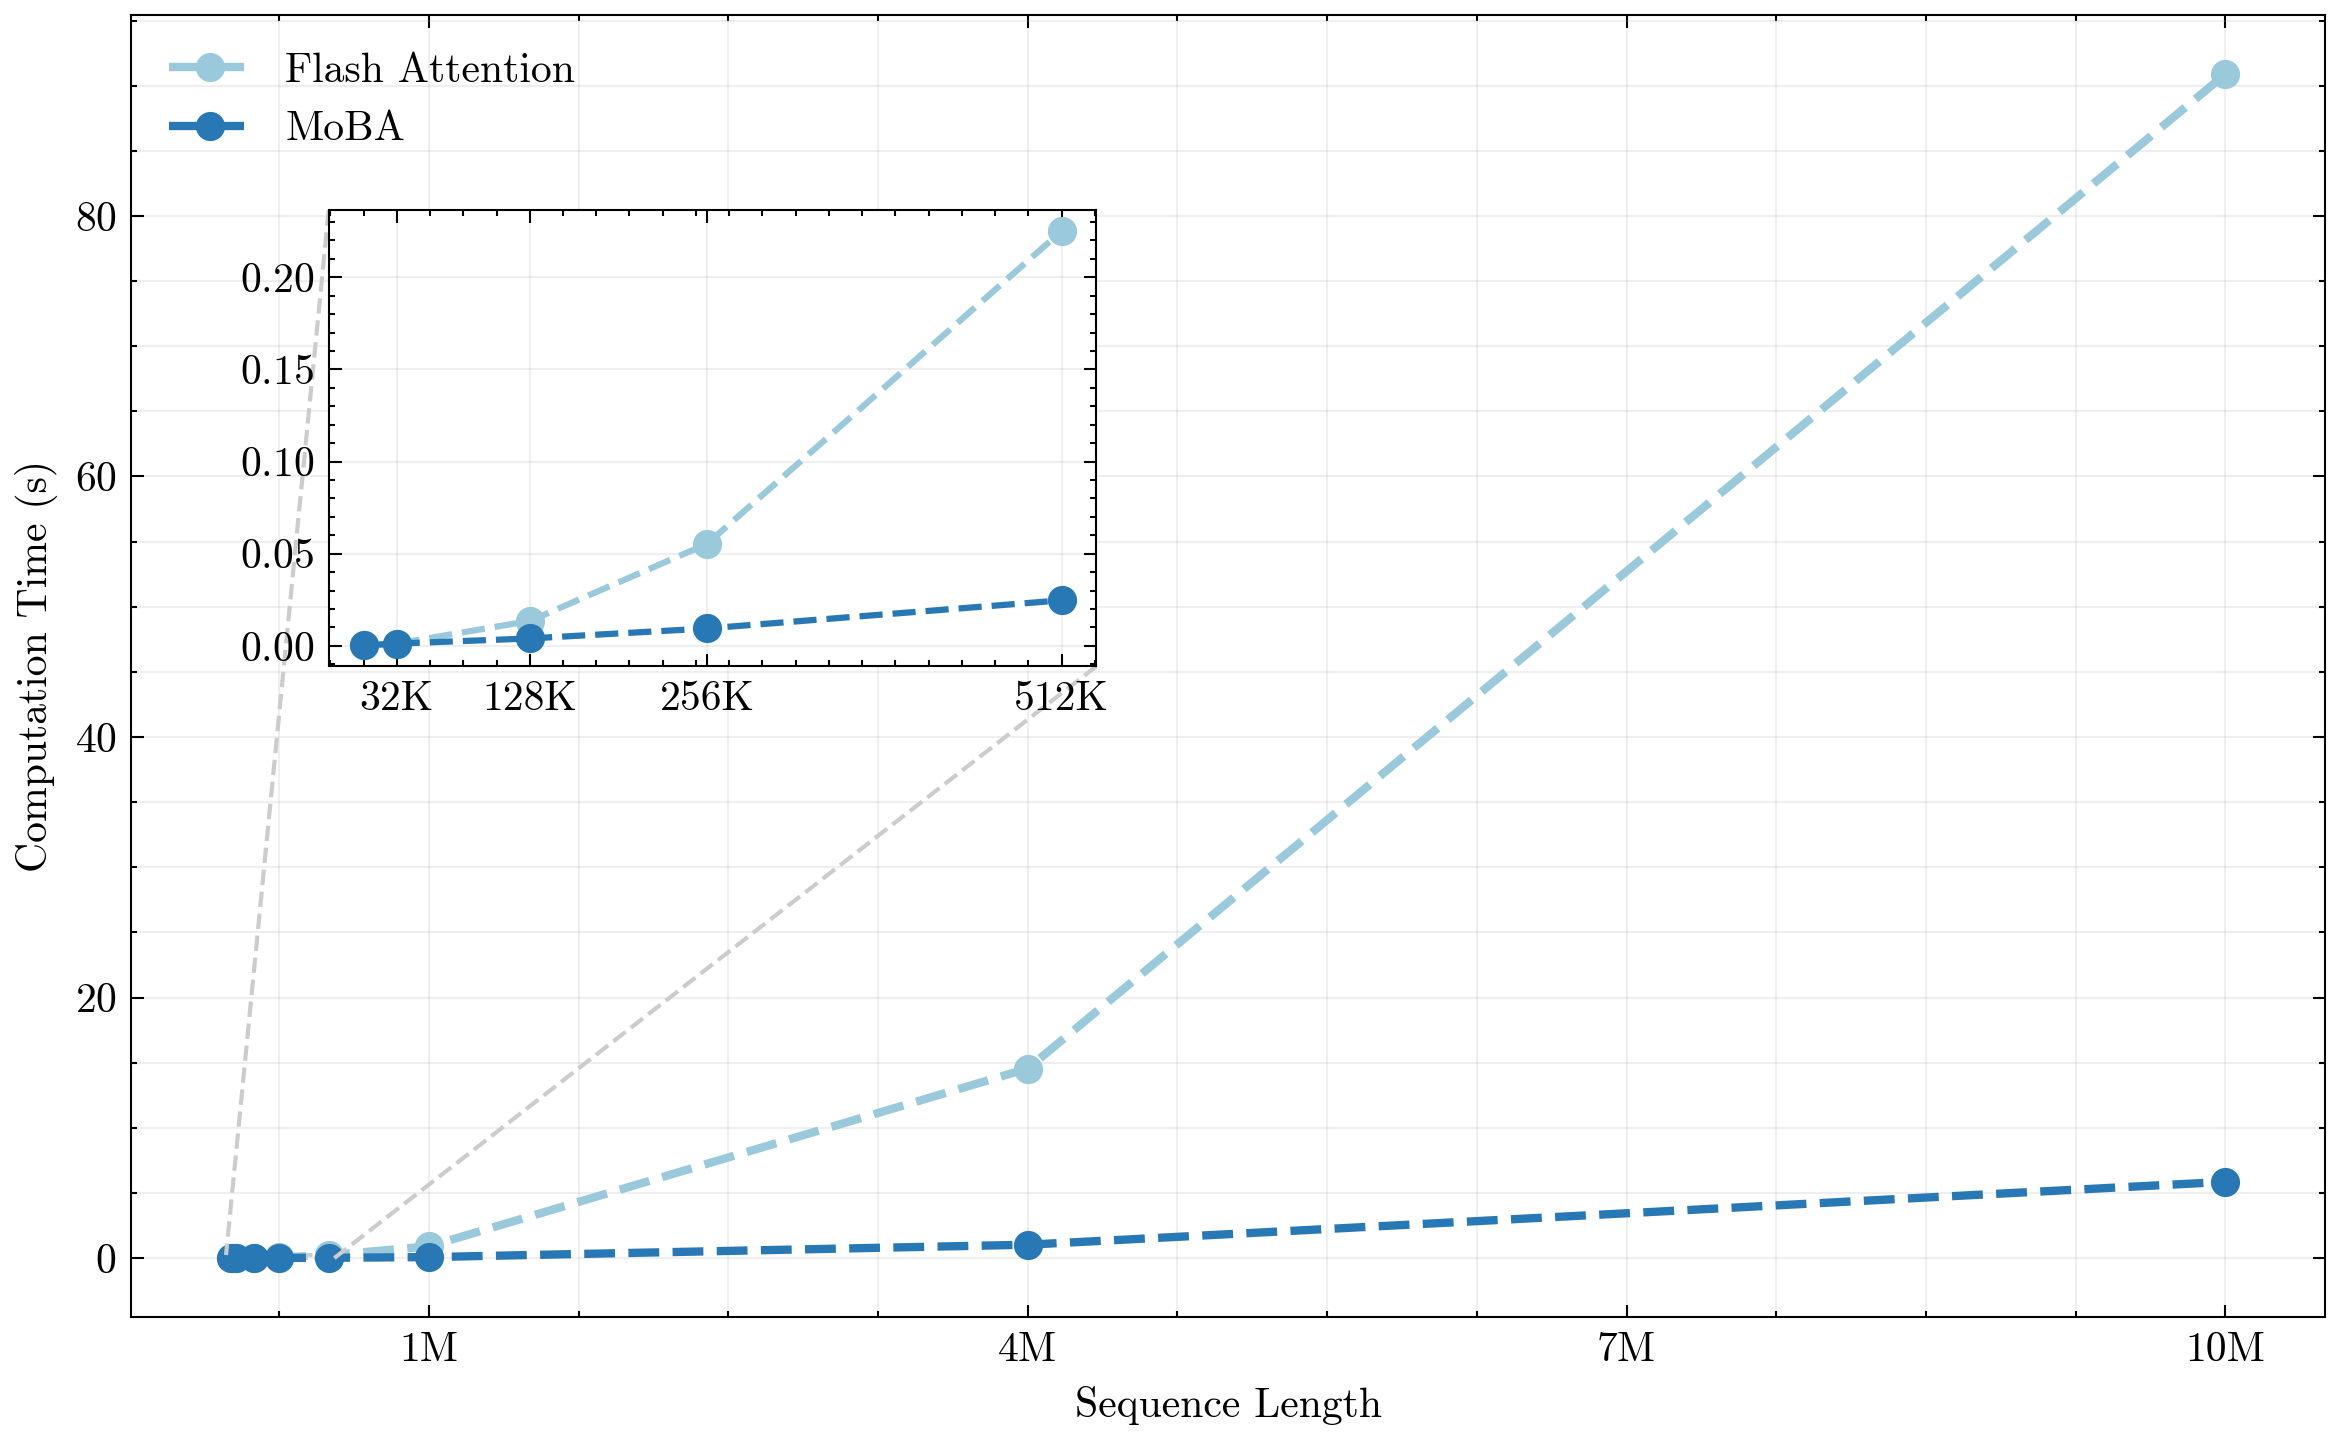 Flash Attention
MoBA
80
60
40
20
0
Computation Time (s)
0.20
0.15
0.10
0.05
0.00
32K 128K 256K 512K
1M 4M 7M 10M
Sequence Length